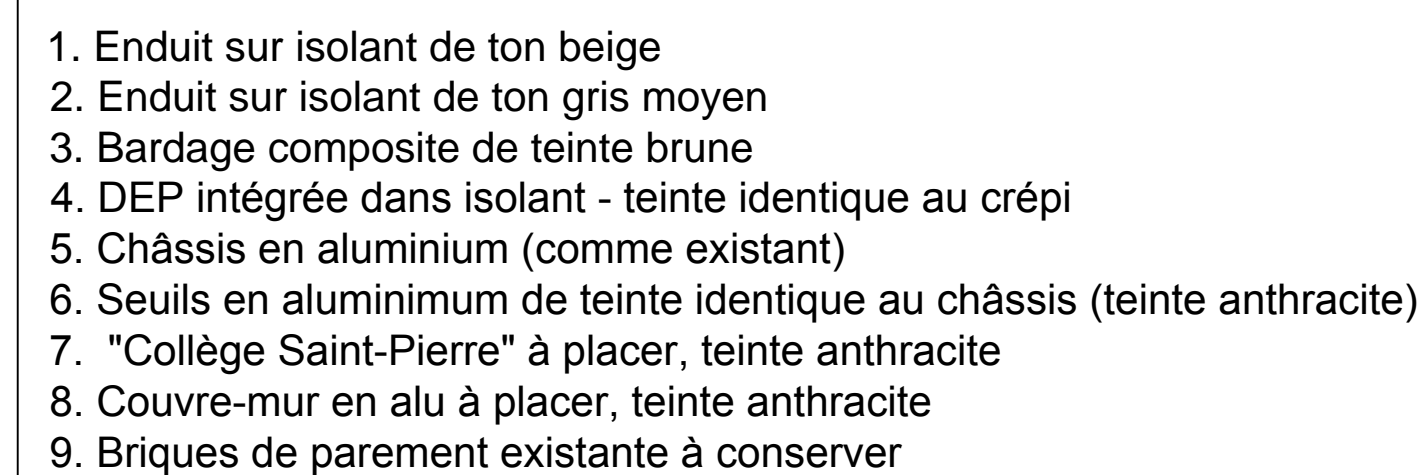 1. Enduit sur isolant de ton beige
2. Enduit sur isolant de ton gris moyen
3. Bardage composite de teinte brune
4. DEP intégrée dans isolant - teinte identique au crépi
5. Châssis en aluminium (comme existant)
6. Seuils en aluminimum de teinte identique au châssis (teinte anthracite)
7. "Collège Saint-Pierre" à placer, teinte anthracite
8. Couvre-mur en alu à placer, teinte anthracite
9. Briques de parement existante à conserver